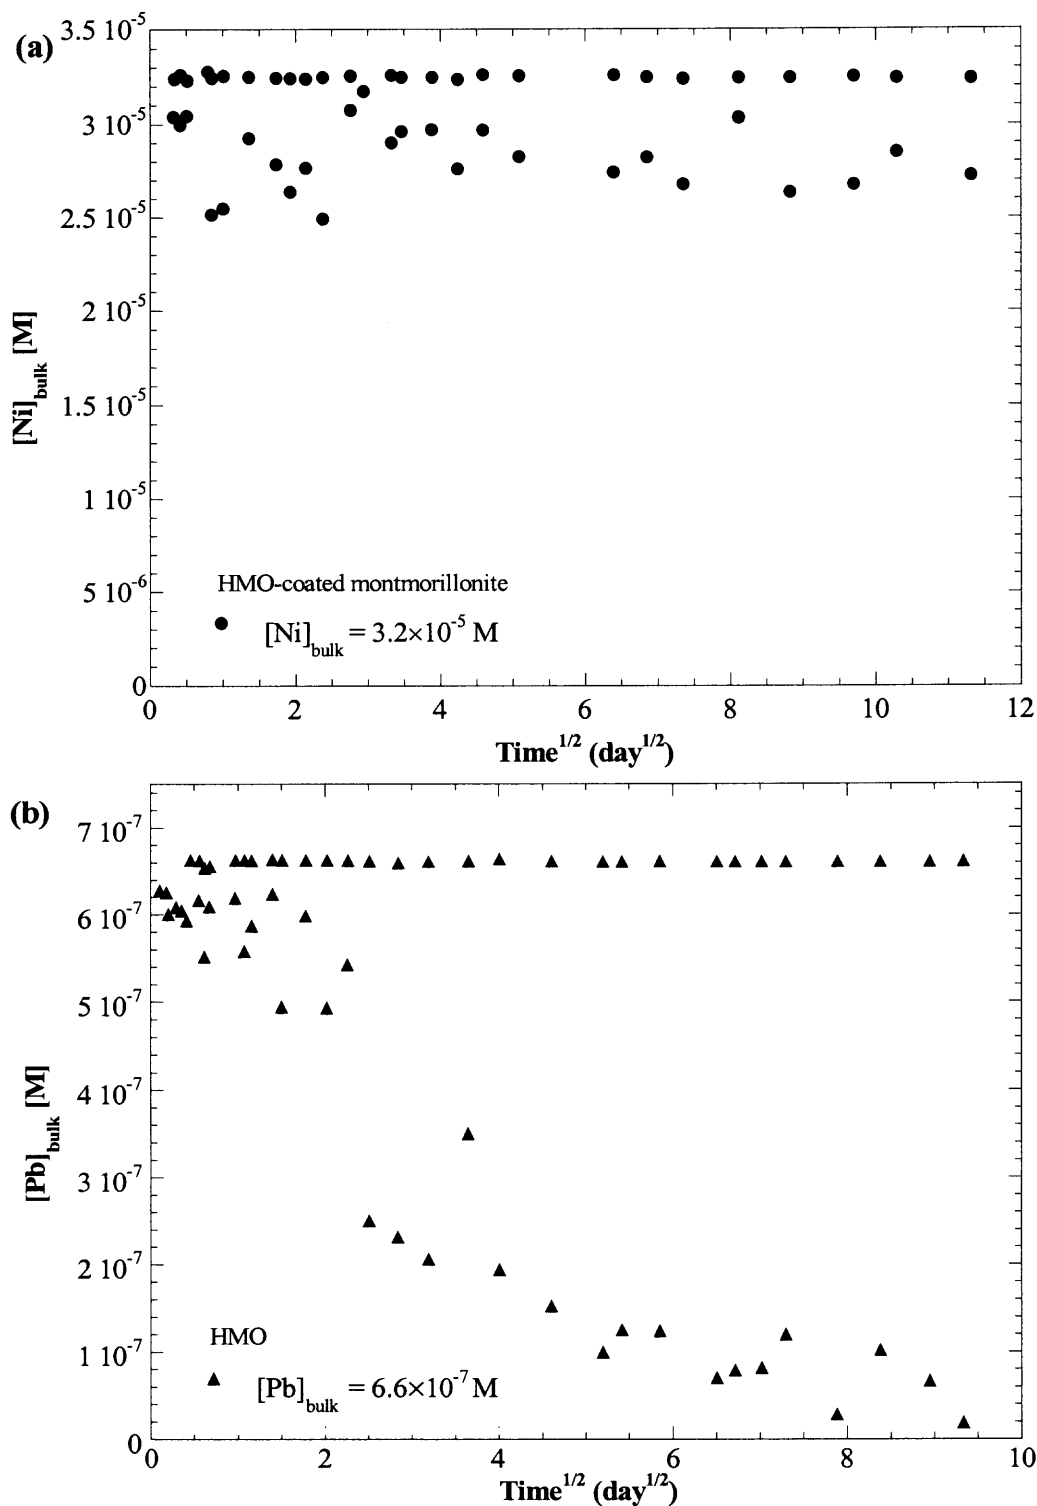 (a)
3.5 10⁻⁵
3 10⁻⁵
2.5 10⁻⁵
2 10⁻⁵
1.5 10⁻⁵
1 10⁻⁵
5 10⁻⁶
0
[Ni]bulk [M]
HMO-coated montmorillonite
[Ni]bulk = 3.2×10⁻⁵ M
0 2 4 6 8 10 12
Time^1/2 (day^1/2)
(b)
7 10⁻⁷
6 10⁻⁷
5 10⁻⁷
4 10⁻⁷
3 10⁻⁷
2 10⁻⁷
1 10⁻⁷
0
[Pb]bulk [M]
HMO
[Pb]bulk = 6.6×10⁻⁷ M
0 2 4 6 8 10
Time^1/2 (day^1/2)